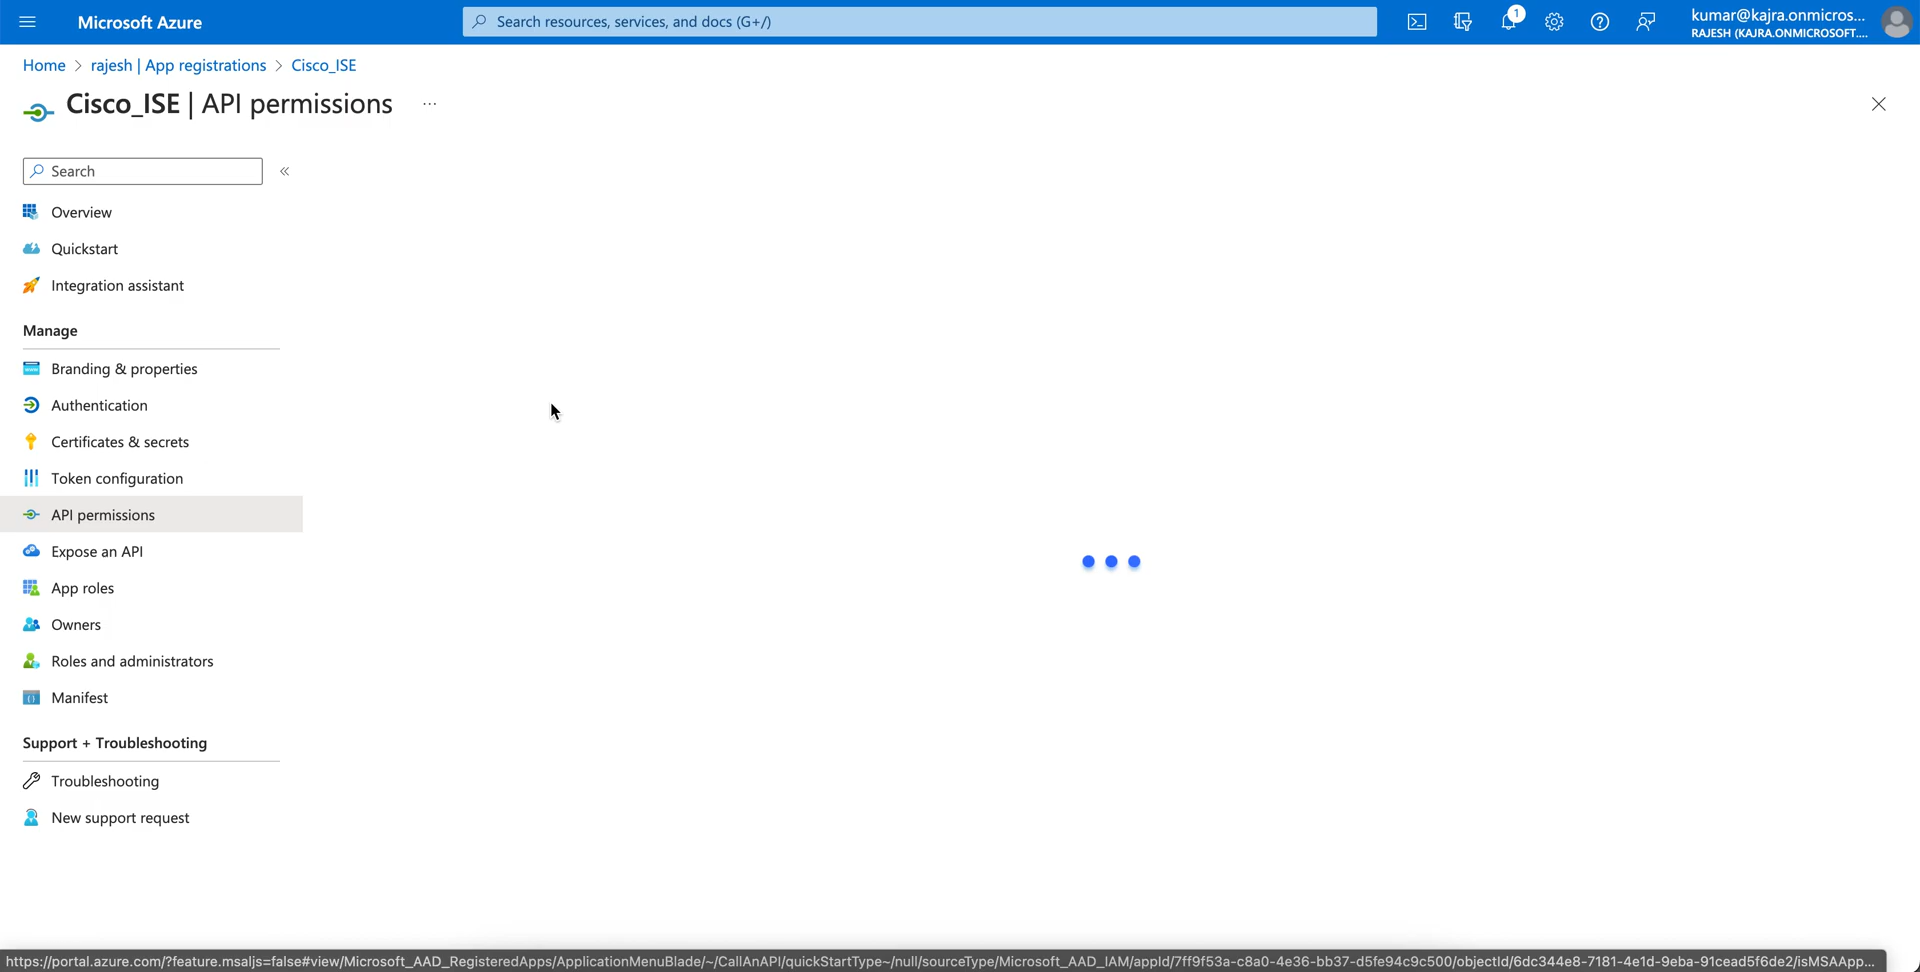 Microsoft Azure
Search resources, services, and docs (G+/)
1
kumar@kajra.onmicros...
RAJESH (KAJRA.ONMICROSOFT....
Home > rajesh | App registrations > Cisco_ISE
Cisco_ISE | API permissions ...
Search
«
Overview
Quickstart
Integration assistant
Manage
Branding & properties
Authentication
Certificates & secrets
Token configuration
API permissions
Expose an API
App roles
Owners
Roles and administrators
Manifest
Support + Troubleshooting
Troubleshooting
New support request
https://portal.azure.com/?feature.msaljs=false#view/Microsoft_AAD_RegisteredApps/ApplicationMenuBlade/~/CallAnAPI/quickStartType~/null/sourceType/Microsoft_AAD_IAM/appId/7ff9f53a-c8a0-4e36-bb37-d5fe94c9c500/objectId/6dc344e8-7181-4e1d-9eba-91cead5f6de2/isMSAApp...